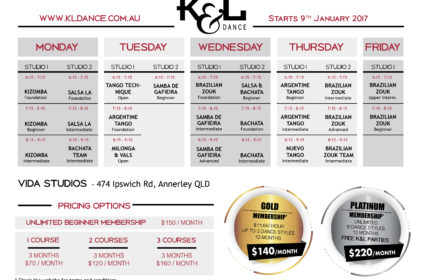 WWW.KLDANCE.COM.AU
K&L
DANCE
STARTS 9TH JANUARY 2017
MONDAY
TUESDAY
WEDNESDAY
THURSDAY
FRIDAY
STUDIO 1
STUDIO 2
STUDIO 1
STUDIO 2
STUDIO 1
STUDIO 2
STUDIO 1
STUDIO 2
STUDIO 1
6:15 - 7:15
6:15 - 7:15
6:15 - 7:15
6:15 - 7:15
6:15 - 7:15
6:15 - 7:15
6:15 - 7:15
6:15 - 7:15
6:15 - 7:15
KIZOMBA
Foundation
SALSA L.A
Foundation
TANGO TECH-
NIQUE
Open
SAMBA DE
GAFIEIRA
Beginner
BRAZILIAN
ZOUK
Foundation
SALSA &
BACHATA
Beginner
ARGENTINE
TANGO
Beginner
BRAZILIAN
ZOUK
Intermediate
BRAZILIAN
ZOUK
Upper Interm.
7:15 - 8:15
7:15 - 8:15
7:15 - 8:15
7:15 - 8:15
7:15 - 8:15
7:15 - 8:15
7:15 - 8:15
KIZOMBA
Beginner
SALSA L.A
Intermediate
ARGENTINE
TANGO
Foundation
SAMBA DE
GAFIEIRA
Intermediate
BACHATA
Foundation
ARGENTINE
TANGO
Intermediate
BRAZILIAN
ZOUK
Advanced
8:15 - 9:15
8:15 - 9:15
8:15 - 9:15
8:15 - 9:15
8:15 - 9:15
8:15 - 9:15
8:15 - 9:15
KIZOMBA
Intermediate
BACHATA
TEAM
Intermediate
MILONGA
& VALS
Open
SAMBA DE
GAFIEIRA
Advanced
BACHATA
Intermediate
NUEVO
TANGO
Intermediate
BRAZILIAN
ZOUK TEAM
Intermediate
VIDA STUDIOS - 474 Ipswich Rd, Annerley QLD
PRICING OPTIONS
UNLIMITED BEGINNER MEMBERSHIP
$150 / MONTH
1 COURSE
2 COURSES
3 COURSES
3 MONTHS
$70 / MONTH
3 MONTHS
$120 / MONTH
3 MONTHS
$160 / MONTH
GOLD
MEMBERSHIP*
UP TO 3 DANCE STYLES
12 MONTHS
$140/MONTH
PLATINUM
MEMBERSHIP*
UNLIMITED
DANCE STYLES
12 MONTHS
FREE K&L PARTIES
$220/MONTH